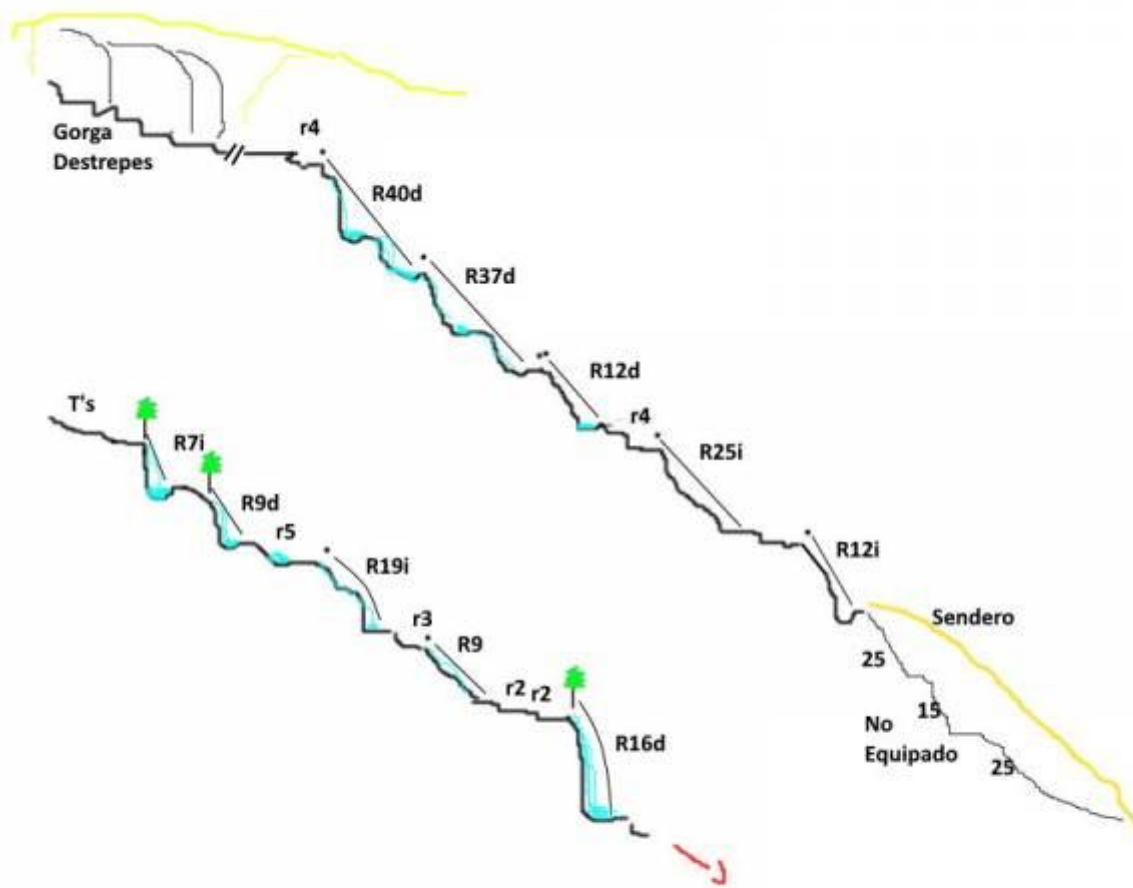 Gorga
Destrepes
r4
R40d
R37d
R12d
r4
R25i
R12i
Sendero
25
15
No
Equipado
25
T's
R7i
R9d
r5
R19i
r3
R9
r2 r2
R16d